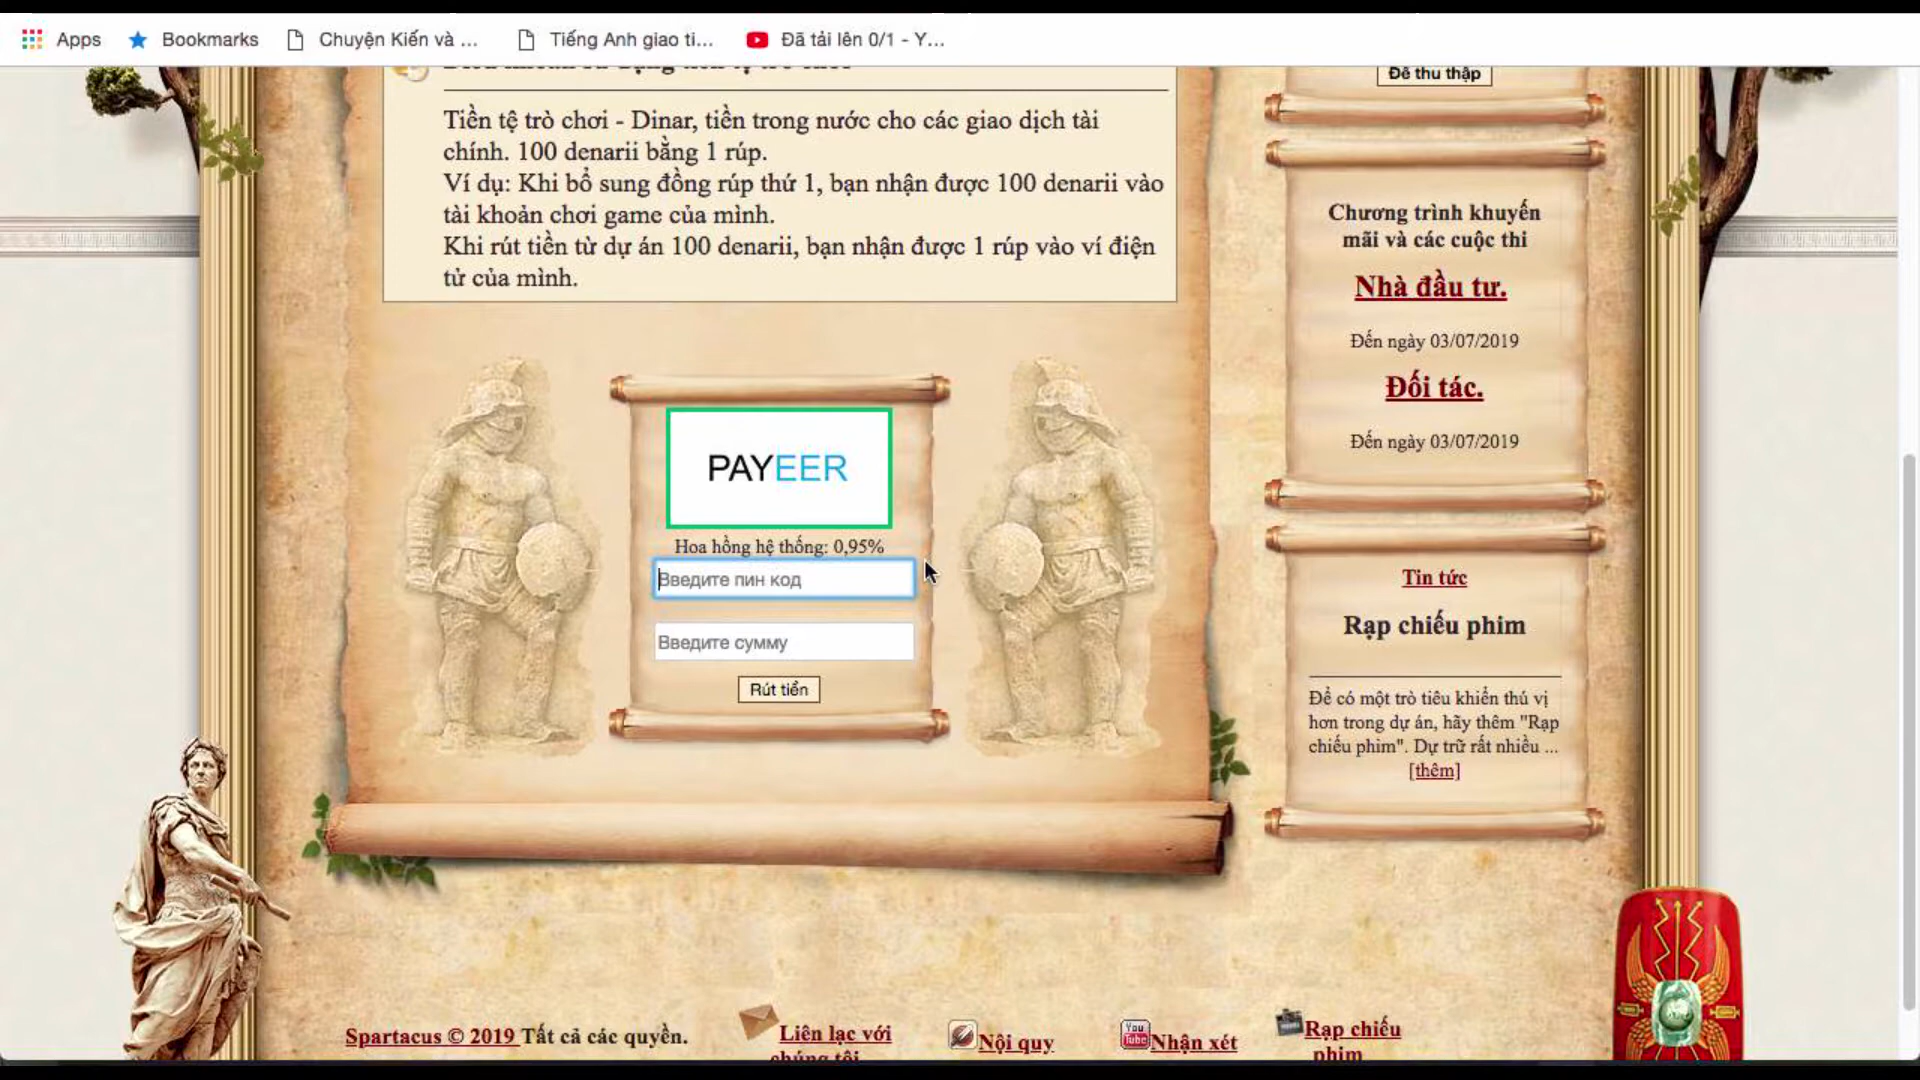 Apps
Bookmarks
Chuyện Kiến và ...
Tiếng Anh giao ti...
Đã tải lên 0/1 - Y...
Tiền tệ trò chơi - Dinar, tiền trong nước cho các giao dịch tài
chính. 100 denarii bằng 1 rúp.
Ví dụ: Khi bổ sung đồng rúp thứ 1, bạn nhận được 100 denarii vào
tài khoản chơi game của mình.
Khi rút tiền từ dự án 100 denarii, bạn nhận được 1 rúp vào ví điện
tử của mình.
PAYEER
Hoa hồng hệ thống: 0,95%
Введите пин код
Введите сумму
Rút tiền
Để thu thập
Chương trình khuyến
mãi và các cuộc thi
Nhà đầu tư.
Đến ngày 03/07/2019
Đối tác.
Đến ngày 03/07/2019
Tin tức
Rạp chiếu phim
Để có một trò tiêu khiển thú vị
hơn trong dự án, hãy thêm "Rạp
chiếu phim". Dự trữ rất nhiều ...
[thêm]
Spartacus © 2019 Tất cả các quyền.
Liên lạc với
chúng tôi
Nội quy
You
Tube
Nhận xét
Rạp chiếu
phim